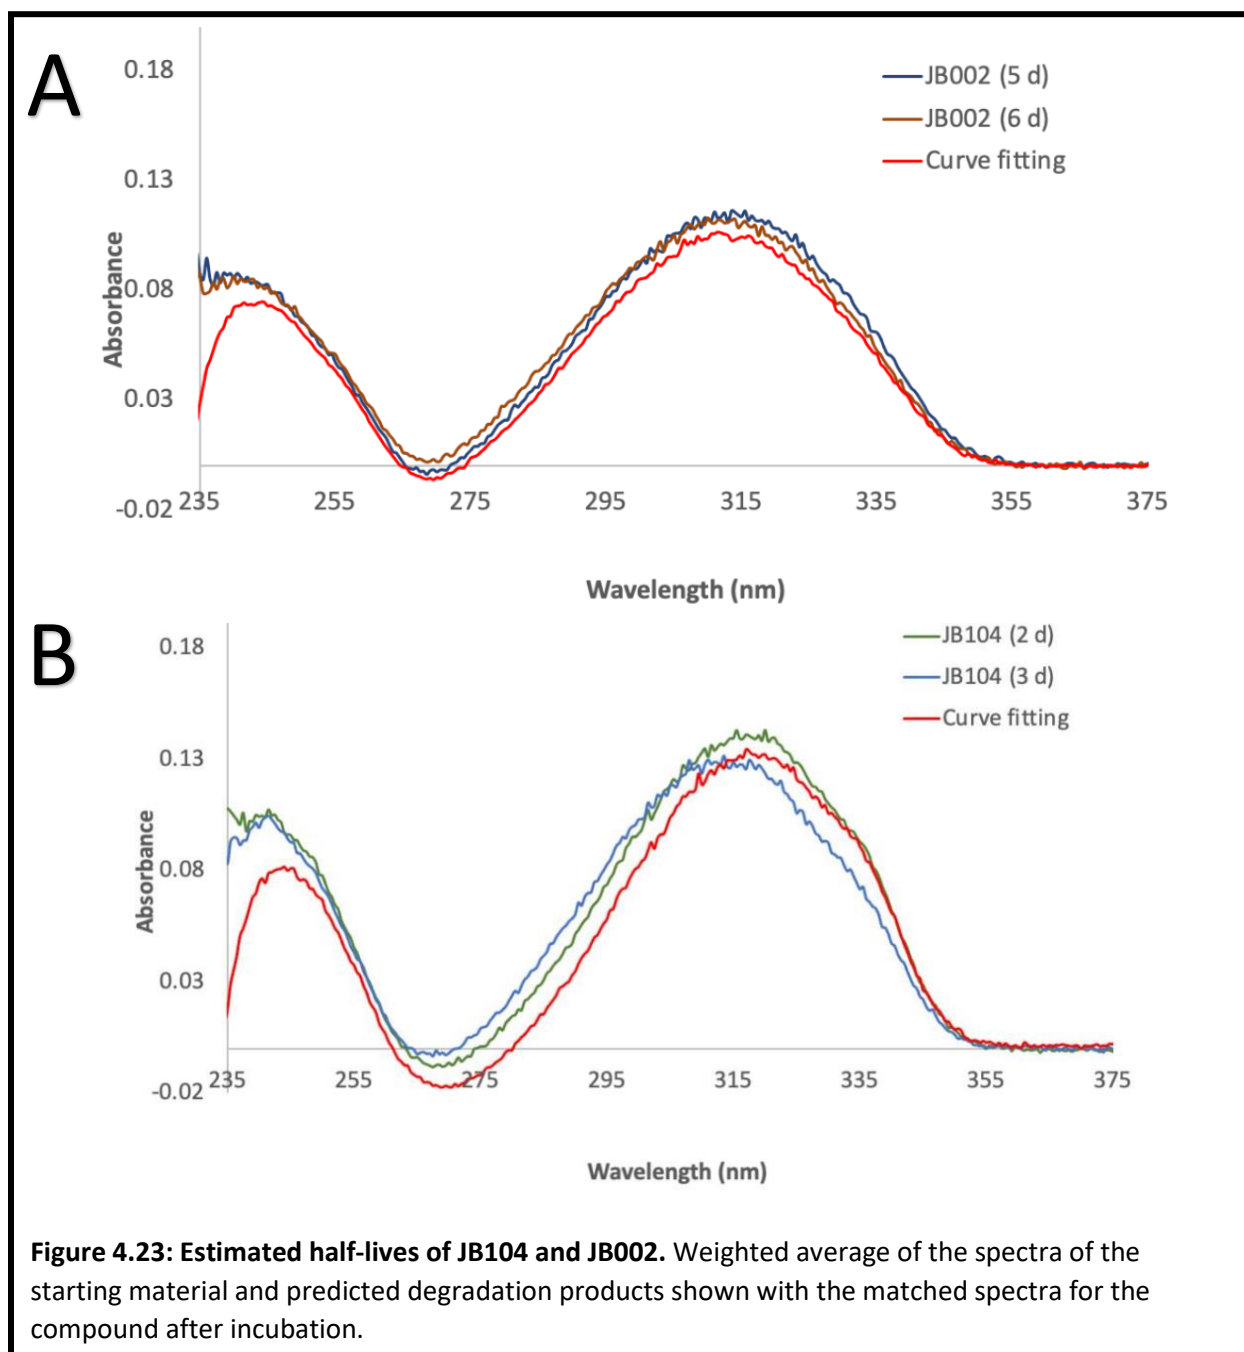 A
0.18
0.13
0.08
0.03
-0.02
Absorbance
JB002 (5 d)
JB002 (6 d)
Curve fitting
235 255 275 295 315 335 355 375
Wavelength (nm)
B
0.18
0.13
0.08
0.03
-0.02
Absorbance
JB104 (2 d)
JB104 (3 d)
Curve fitting
235 255 275 295 315 335 355 375
Wavelength (nm)
Figure 4.23: Estimated half-lives of JB104 and JB002. Weighted average of the spectra of the
starting material and predicted degradation products shown with the matched spectra for the
compound after incubation.